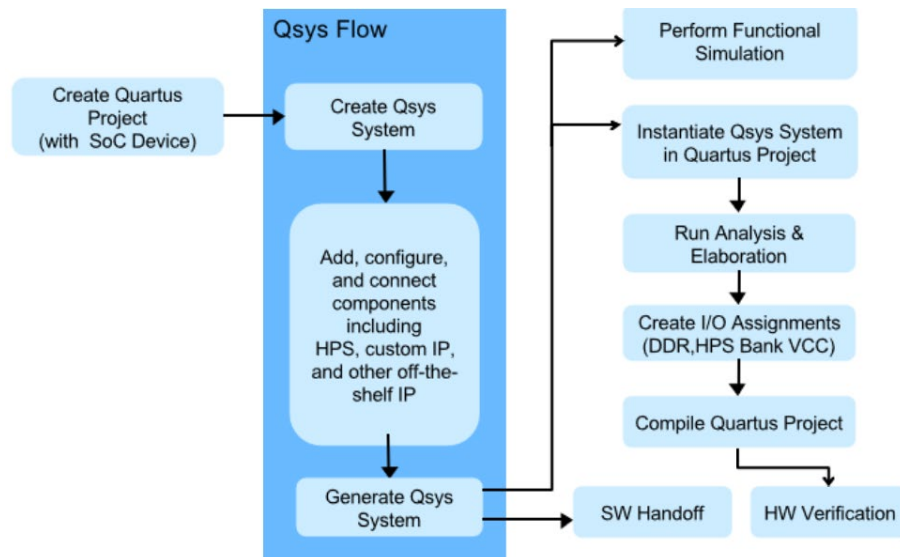 Qsys Flow
Create Quartus
Project
(with SoC Device)
Create Qsys
System
Add, configure,
and connect
components
including
HPS, custom IP,
and other off-the-
shelf IP
Generate Qsys
System
Perform Functional
Simulation
Instantiate Qsys System
in Quartus Project
Run Analysis &
Elaboration
Create I/O Assignments
(DDR,HPS Bank VCC)
Compile Quartus Project
SW Handoff
HW Verification